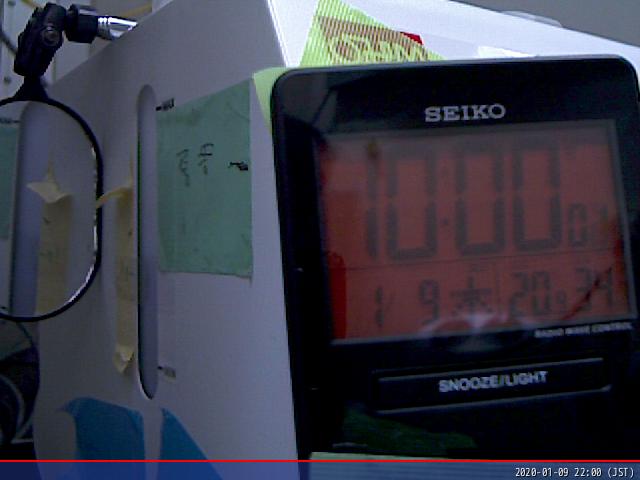 SEIKO
10:00 01
1 9 木 20.9 34
RADIO WAVE CONTROL
SNOOZE/LIGHT
2020-01-09 22:00 (JST)